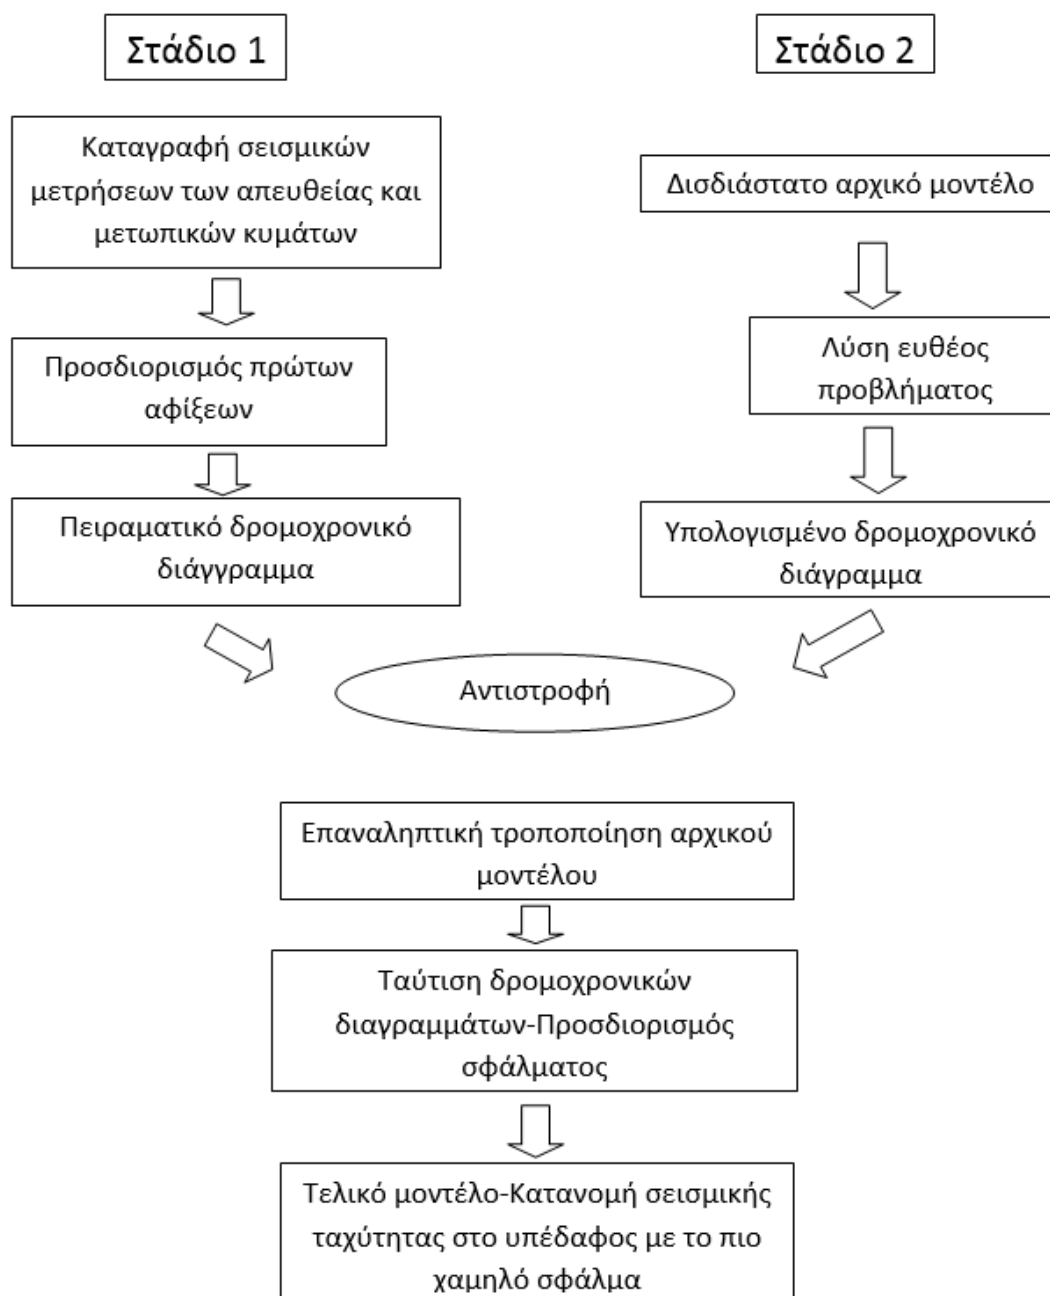 Στάδιο 1
Καταγραφή σεισμικών
μετρήσεων των απευθείας και
μετωπικών κυμάτων
Προσδιορισμός πρώτων
αφίξεων
Πειραματικό δρομοχρονικό
διάγγραμμα
Στάδιο 2
Δισδιάστατο αρχικό μοντέλο
Λύση ευθέος
προβλήματος
Υπολογισμένο δρομοχρονικό
διάγραμμα
Αντιστροφή
Επαναληπτική τροποποίηση αρχικού
μοντέλου
Ταύτιση δρομοχρονικών
διαγραμμάτων-Προσδιορισμός
σφάλματος
Τελικό μοντέλο-Κατανομή σεισμικής
ταχύτητας στο υπέδαφος με το πιο
χαμηλό σφάλμα